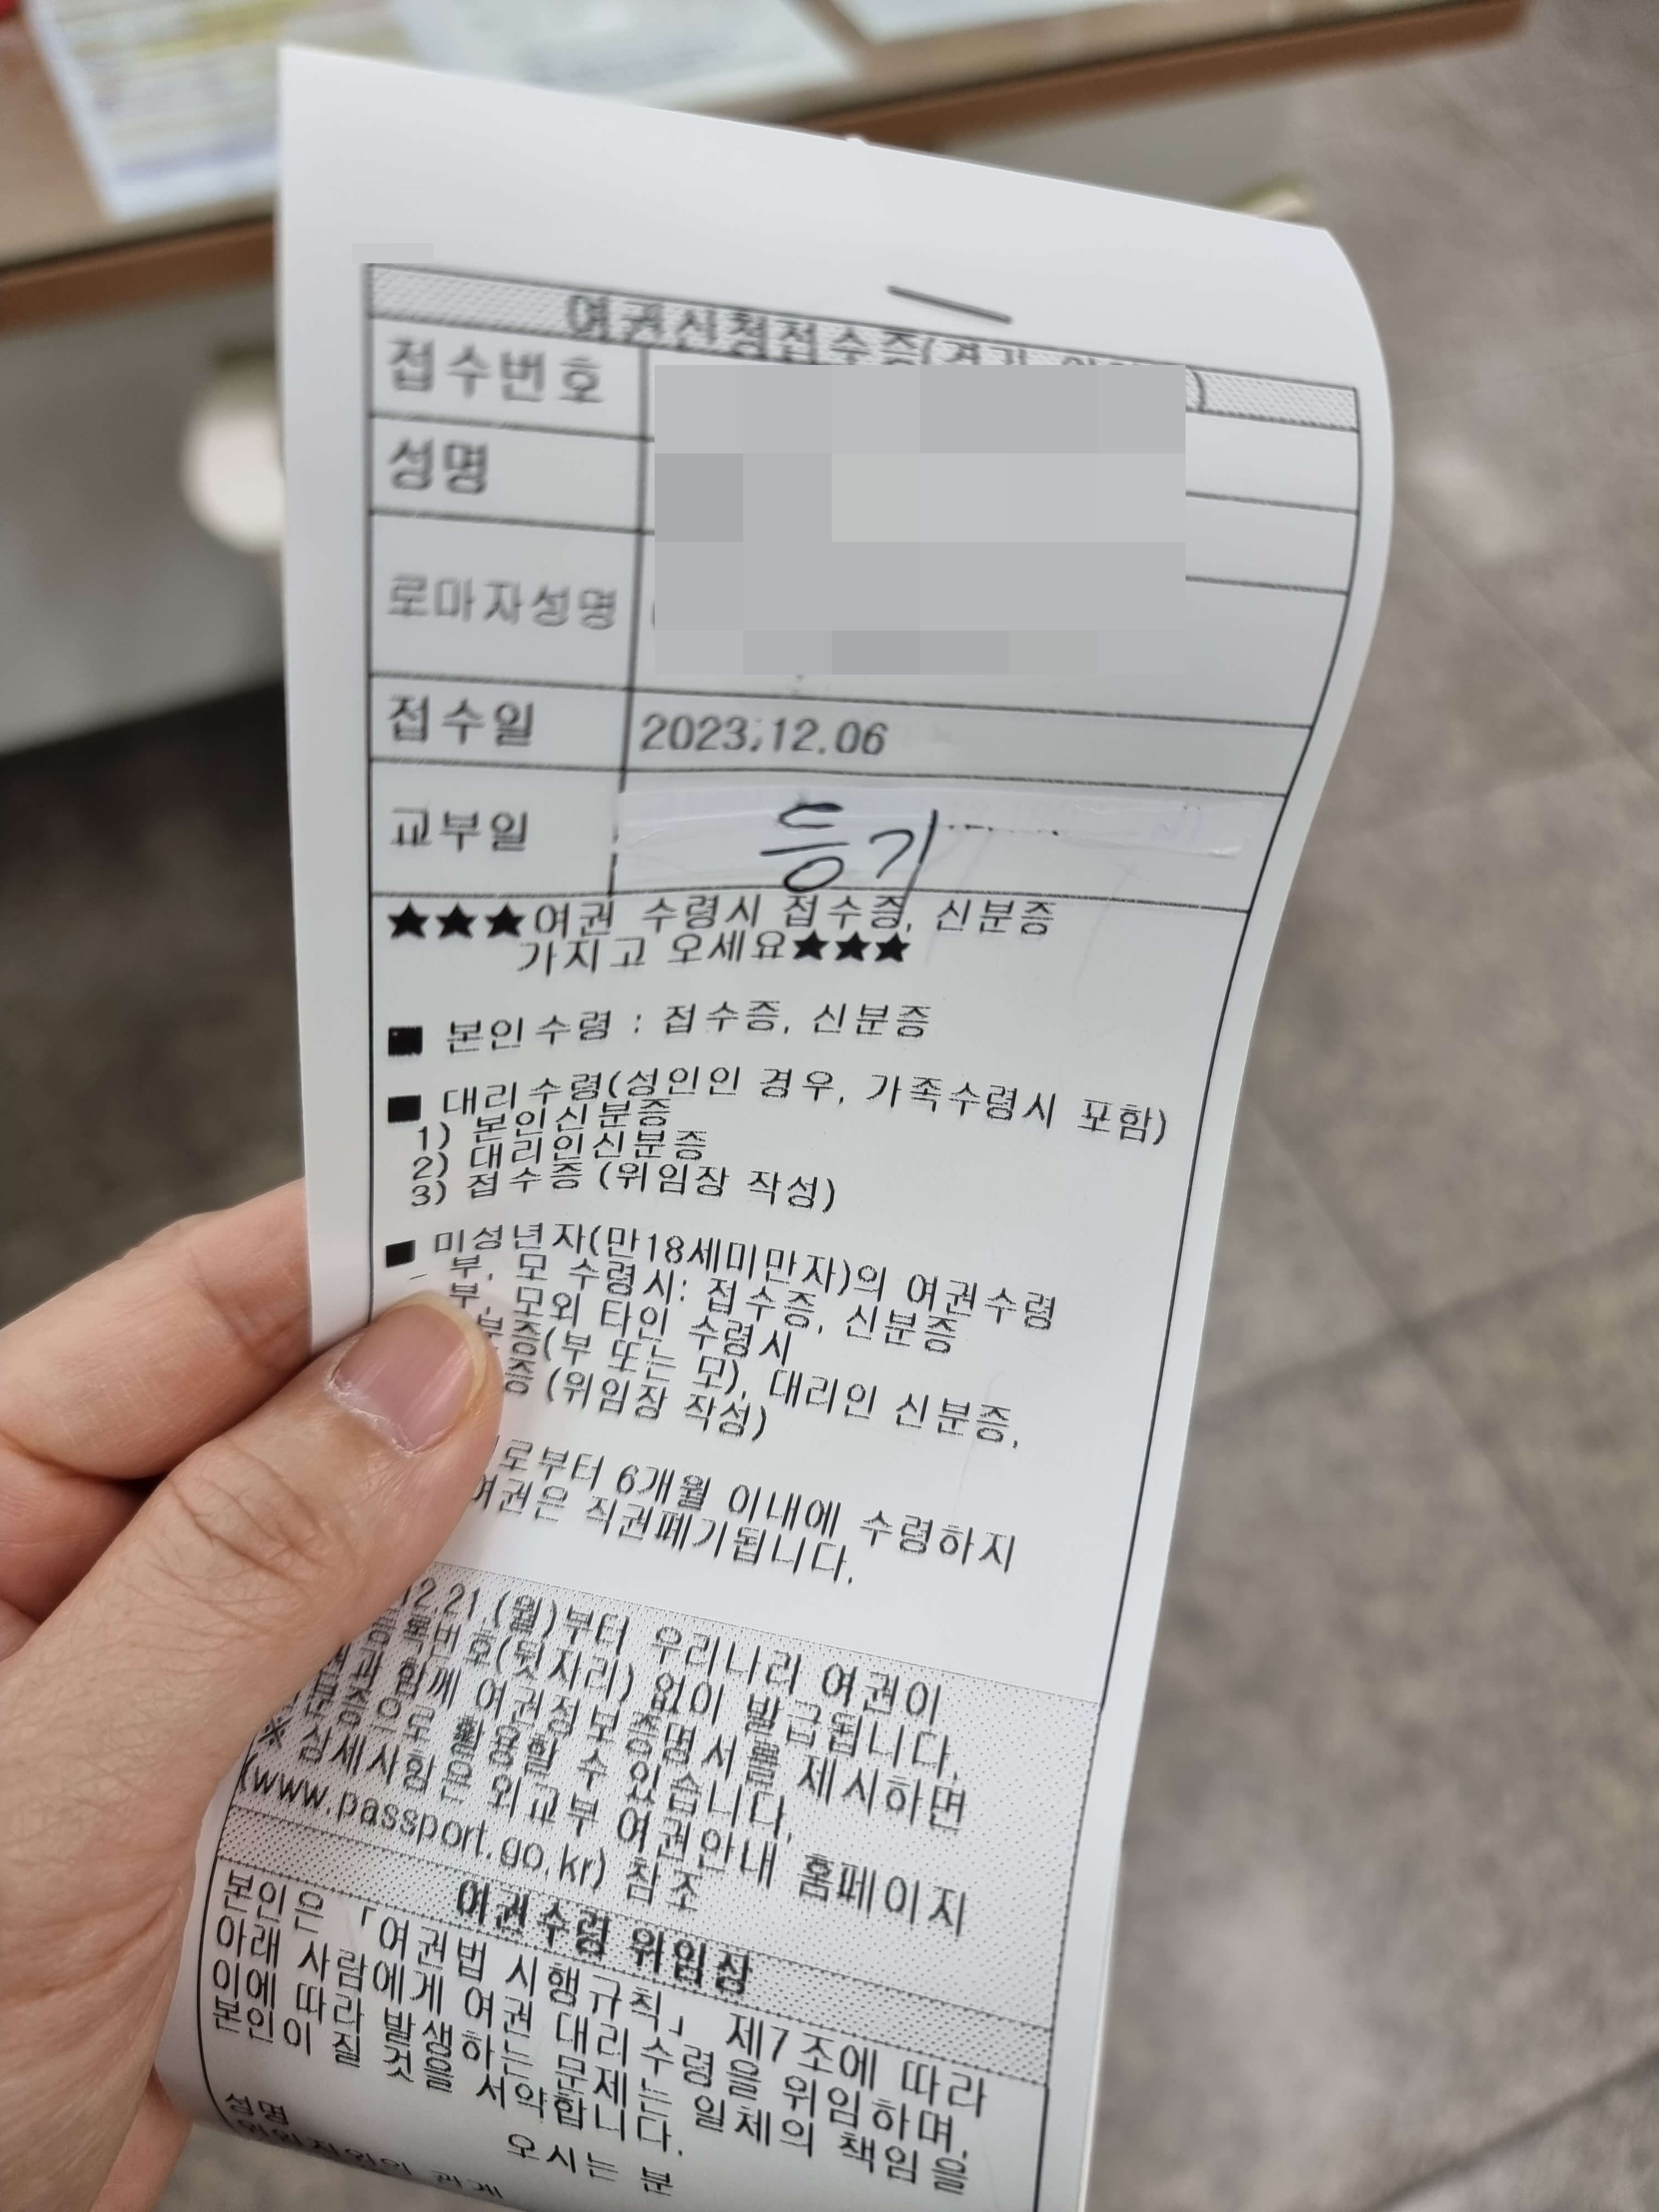 여권신청접수증(경기
접수번호
성명
로마자성명
접수일 2023.12.06
교부일 등기
★★★여권 수령시 접수증, 신분증
가지고 오세요★★★
■ 본인수령 : 접수증, 신분증
■ 대리수령(성인인 경우, 가족수령시 포함)
1) 본인신분증
2) 대리인신분증
3) 접수증 (위임장 작성)
■ 미성년자(만18세미만자)의 여권수령
부, 모 수령시: 접수증, 신분증
부, 모외 타인 수령시
증(부 또는 모), 대리인 신분증,
증 (위임장 작성)
로부터 6개월 이내에 수령하지
여권은 직권폐기됩니다.
12.21.(월)부터 우리나라 여권이
(뒷자리) 없이 발급됩니다.
함께 여권정보증명서를 제시하면
활용할 수 있습니다.
※ 상세사항은 외교부 여권안내 홈페이지
(www.passport.go.kr) 참조
여권수령 위임장
본인은 「여권법 시행규칙」 제7조에 따라
아래 사람에게 여권 대리수령을 위임하며,
이에 따라 발생하는 문제는 일체의 책임을
본인이 질 것을 서약합니다.
오시는 분
성명